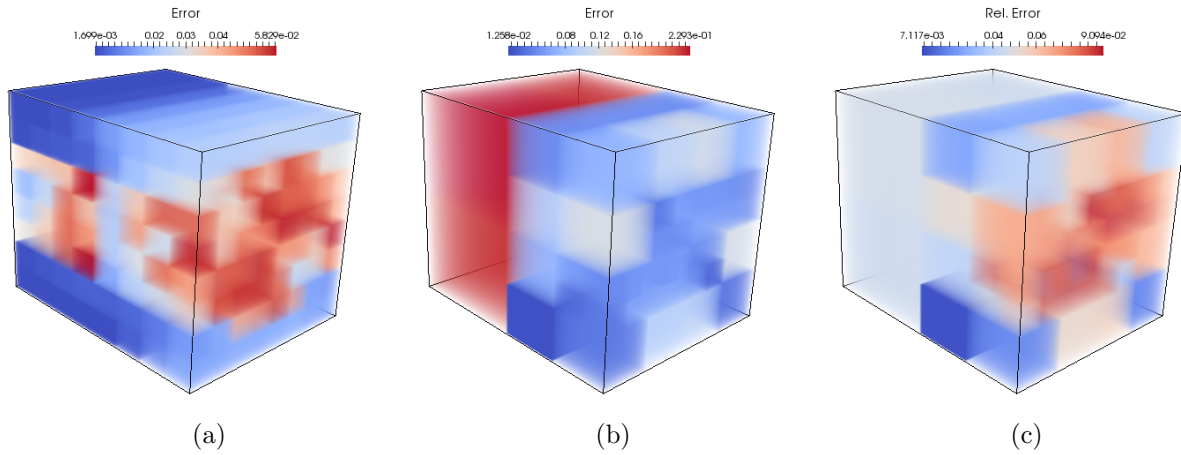 Error
1.699e-03 0.02 0.03 0.04 5.829e-02
Error
1.258e-02 0.08 0.12 0.16 2.293e-01
Rel. Error
7.117e-03 0.04 0.06 9.094e-02
(a)
(b)
(c)